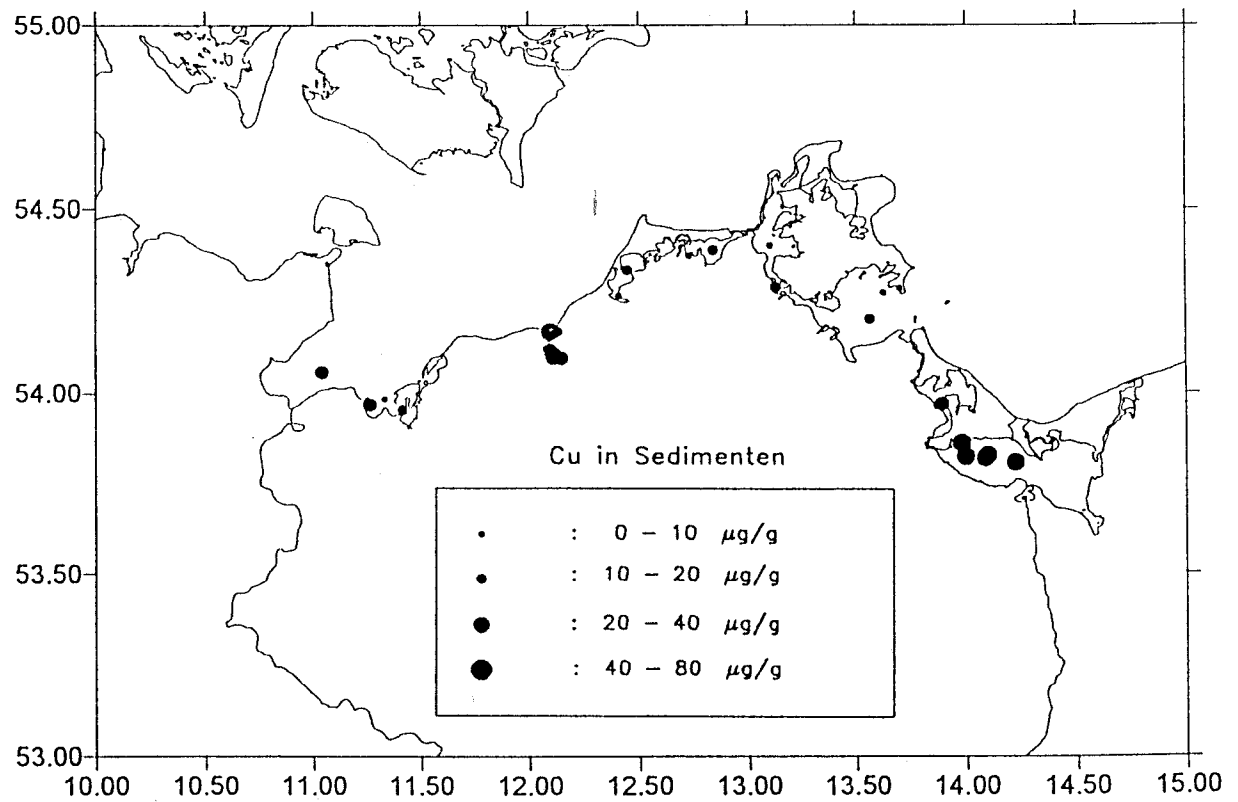 55.00
54.50
54.00
53.50
53.00
Cu in Sedimenten
: 0 – 10 µg/g
: 10 – 20 µg/g
: 20 – 40 µg/g
: 40 – 80 µg/g
10.00 10.50 11.00 11.50 12.00 12.50 13.00 13.50 14.00 14.50 15.00